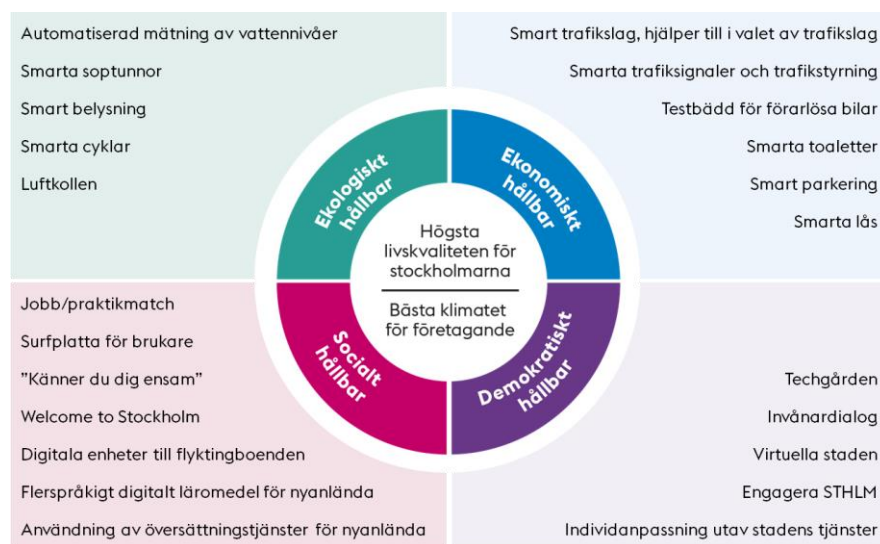 Automatiserad mätning av vattennivåer
Smarta soptunnor
Smart belysning
Smarta cyklar
Luftkollen
Smart trafikslag, hjälper till i valet av trafikslag
Smarta trafiksignaler och trafikstyrning
Testbädd för förarlösa bilar
Smarta toaletter
Smart parkering
Smarta lås
Ekologiskt
hållbar
Ekonomiskt
hållbar
Högsta
livskvaliteten för
stockholmarna
Bästa klimatet
för företagande
Socialt
hållbar
Demokratiskt
hållbar
Jobb/praktikmatch
Surfplatta för brukare
”Känner du dig ensam”
Welcome to Stockholm
Digitala enheter till flyktingboenden
Flerspråkigt digitalt läromedel för nyanlända
Användning av översättningstjänster för nyanlända
Techgården
Invånardialog
Virtuella staden
Engagera STHLM
Individanpassning utav stadens tjänster